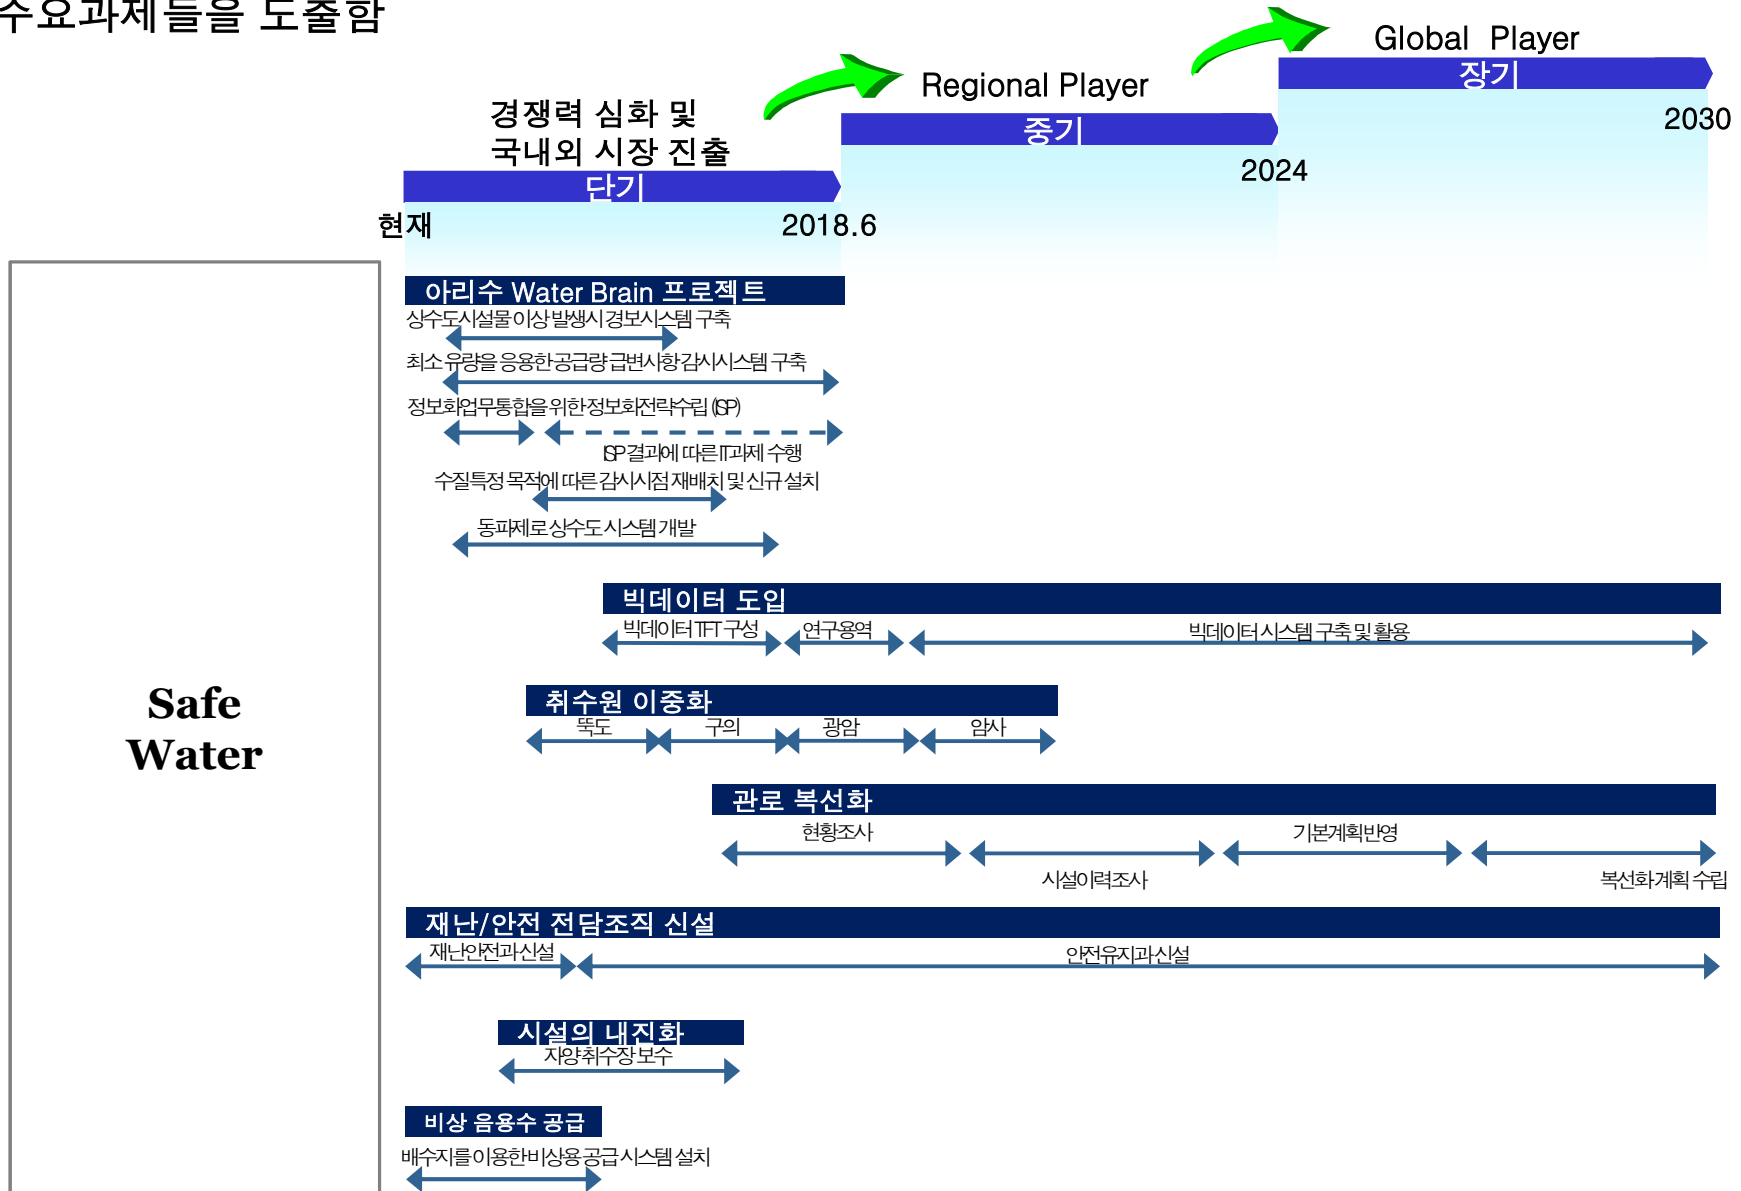 수요과제들을 도출함
Global Player
장기
2030
Regional Player
중기
2024
경쟁력 심화 및
국내외 시장 진출
단기
현재
2018.6
Safe
Water
아리수 Water Brain 프로젝트
상수도시설물 이상 발생시 경보시스템 구축
최소 유량을 응용한 공급량 급변사항 감시시스템 구축
정보화업무통합을 위한 정보화전략수립 (ISP)
ISP 결과에 따른 IT과제 수행
수질특정 목적에 따른 감시시점 재배치 및 신규 설치
동파제로 상수도 시스템 개발
빅데이터 도입
빅데이터 TFT 구성
연구용역
빅데이터 시스템 구축 및 활용
취수원 이중화
뚝도
구의
광암
암사
관로 복선화
현황조사
시설이력조사
기본계획반영
복선화계획 수립
재난/안전 전담조직 신설
재난안전과 신설
안전유지과 신설
시설의 내진화
자양취수장 보수
비상 음용수 공급
배수지를 이용한 비상용 공급 시스템 설치